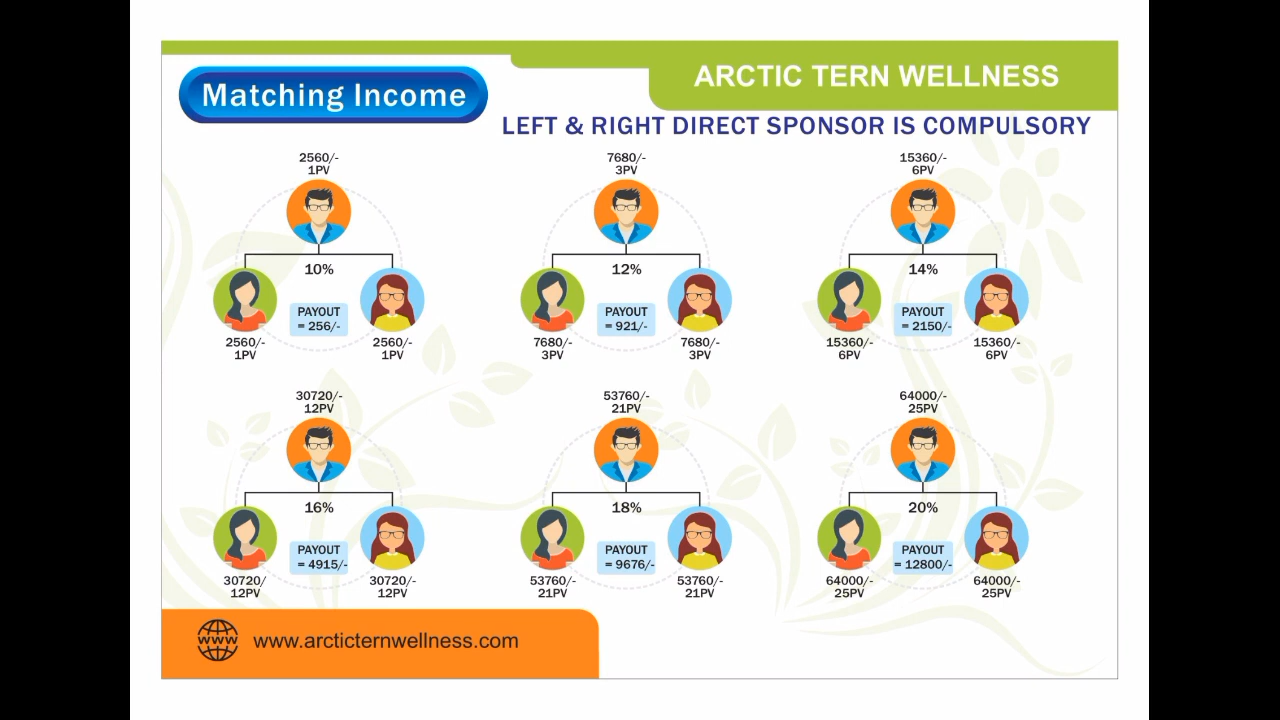 ARCTIC TERN WELLNESS
Matching Income
LEFT & RIGHT DIRECT SPONSOR IS COMPULSORY
2560/-
1PV
10%
PAYOUT
= 256/-
2560/-
1PV
2560/-
1PV
7680/-
3PV
12%
PAYOUT
= 921/-
7680/-
3PV
7680/-
3PV
15360/-
6PV
14%
PAYOUT
= 2150/-
15360/-
6PV
15360/-
6PV
30720/-
12PV
16%
PAYOUT
= 4915/-
30720/
12PV
30720/-
12PV
53760/-
21PV
18%
PAYOUT
= 9676/-
53760/-
21PV
53760/-
21PV
64000/-
25PV
20%
PAYOUT
= 12800/-
64000/-
25PV
64000/-
25PV
www
www.arcticternwellness.com